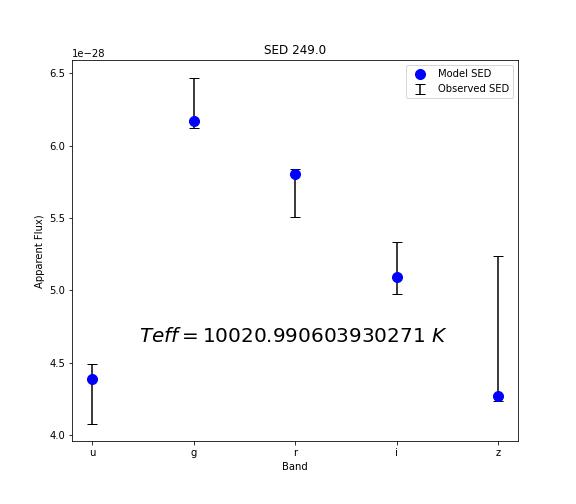 SED 249.0
1e−28
Model SED
Observed SED
6.5
6.0
5.5
5.0
4.5
4.0
Apparent Flux)
Teff = 10020.990603930271 K
u g r i z
Band